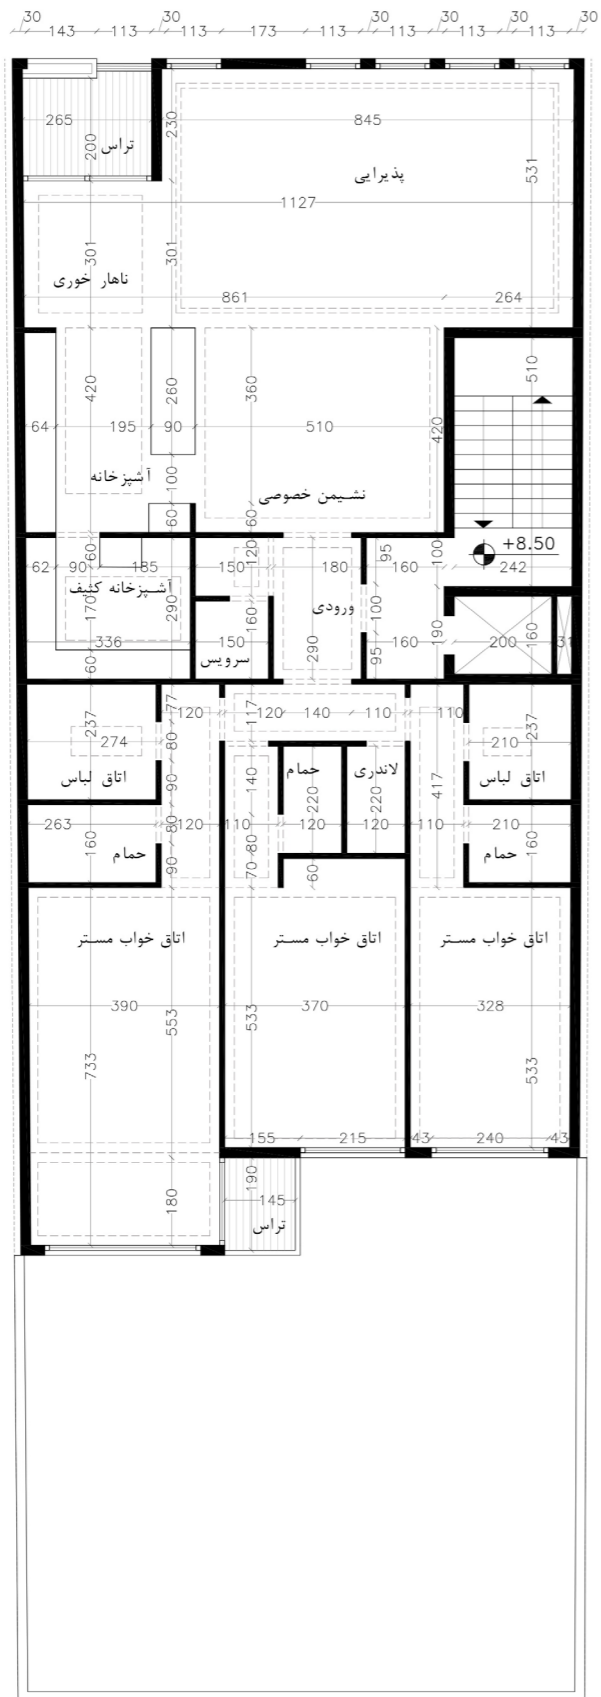 30 30 30 30 30 30
143 113 113 173 113 113 113 113
265 230 845
200 تراس
پذیرایی 531
1127
301 301
ناهار خوری
861 264
420 260 360 510
64 195 90 510 420
آشپزخانه 100 نشیمن خصوصی
60 60
+8.50
62 90 60 185 150 120 180 95 160 100 242
آشپزخانه کثیف
170 290 160 ورودی 100
336 150 160 190 200 160 31
سرویس
60 290 95
237 77 120 117 120 140 110 110 237
274 80 210
اتاق لباس 90 140 حمام لاندری 417 اتاق لباس
220 220
263 80 120 110 120 120 110 210
160 حمام 90 80 70 60 حمام 160
اتاق خواب مستر اتاق خواب مستر اتاق خواب مستر
390 370 328
733 553 533 533
155 215 43 240 43
180 190 145
تراس